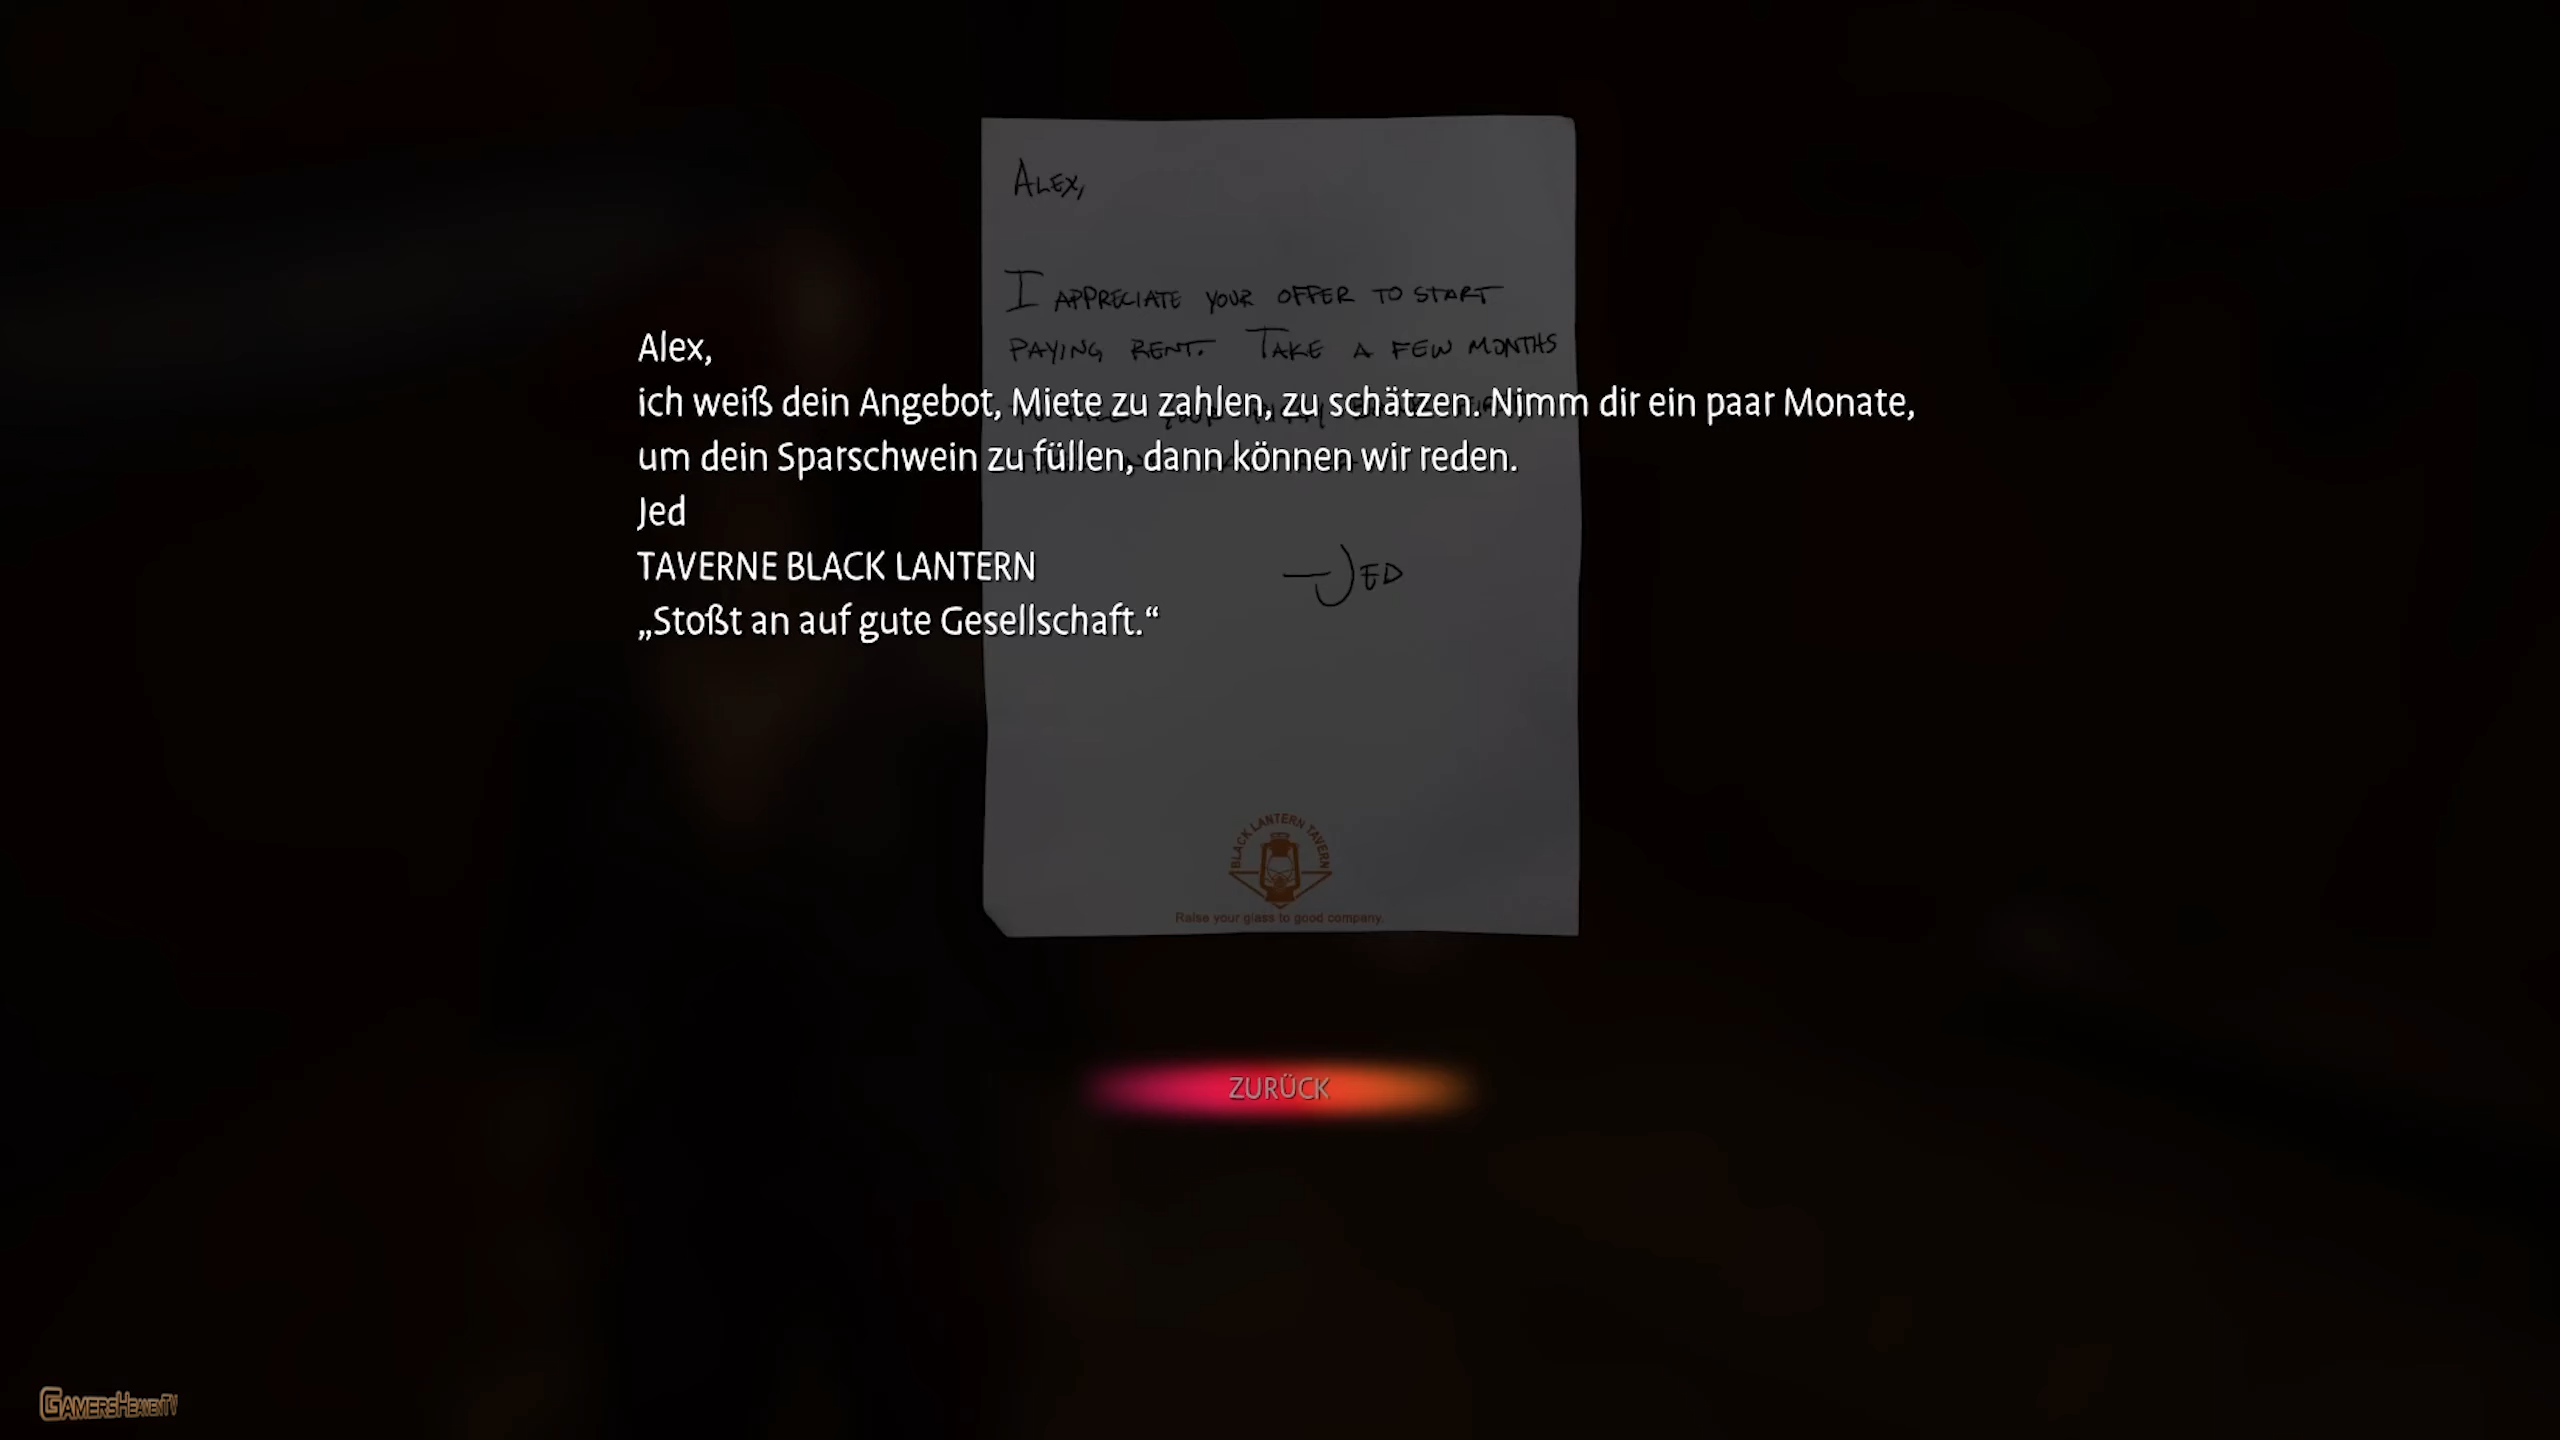 Alex,
ich weiß dein Angebot, Miete zu zahlen, zu schätzen. Nimm dir ein paar Monate,
um dein Sparschwein zu füllen, dann können wir reden.
Jed
TAVERNE BLACK LANTERN
„Stoßt an auf gute Gesellschaft.“
ALEX,
I APPRECIATE YOUR OFFER TO START
PAYING RENT. TAKE A FEW MONTHS
—JED
BLACK LANTERN TAVERN
Raise your glass to good company.
ZURÜCK
GAMERSHEAVENTV